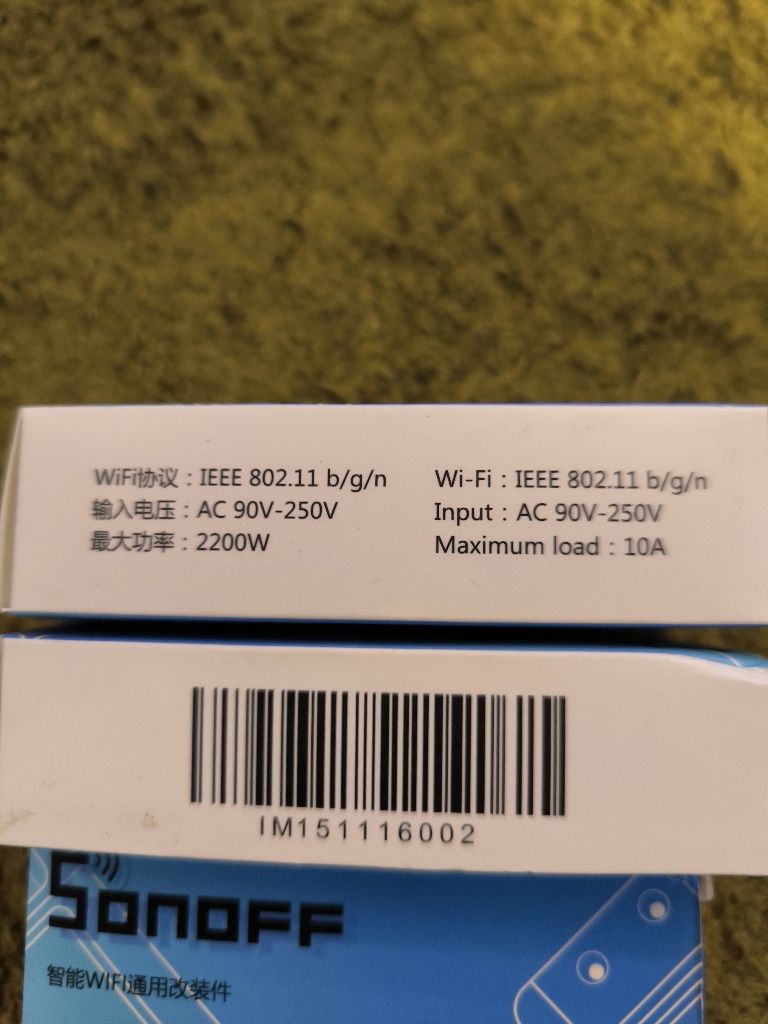 WiFi协议：IEEE 802.11 b/g/n
输入电压：AC 90V-250V
最大功率：2200W
Wi-Fi：IEEE 802.11 b/g/n
Input：AC 90V-250V
Maximum load：10A
IM151116002
SONOFF
智能WIFI通用改装件